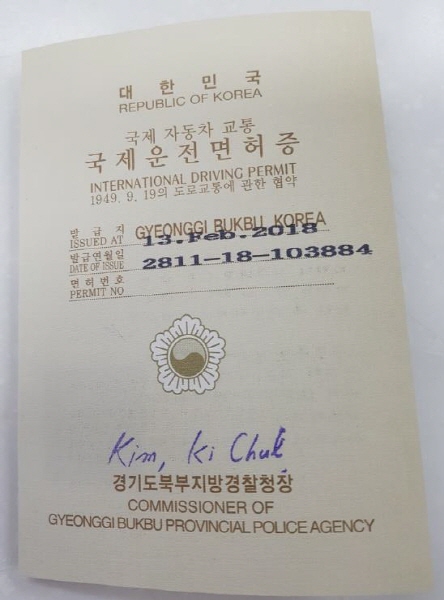 대한민국
REPUBLIC OF KOREA
국제 자동차 교통
국제운전면허증
INTERNATIONAL DRIVING PERMIT
1949. 9. 19의 도로교통에 관한 협약
발급지 GYEONGGI BUKBU, KOREA
ISSUED AT 13.Feb.2018
발급연월일
DATE OF ISSUE 2811-18-103884
면허번호
PERMIT NO
Kim, Ki Chul
경기도북부지방경찰청장
COMMISSIONER OF
GYEONGGI BUKBU PROVINCIAL POLICE AGENCY